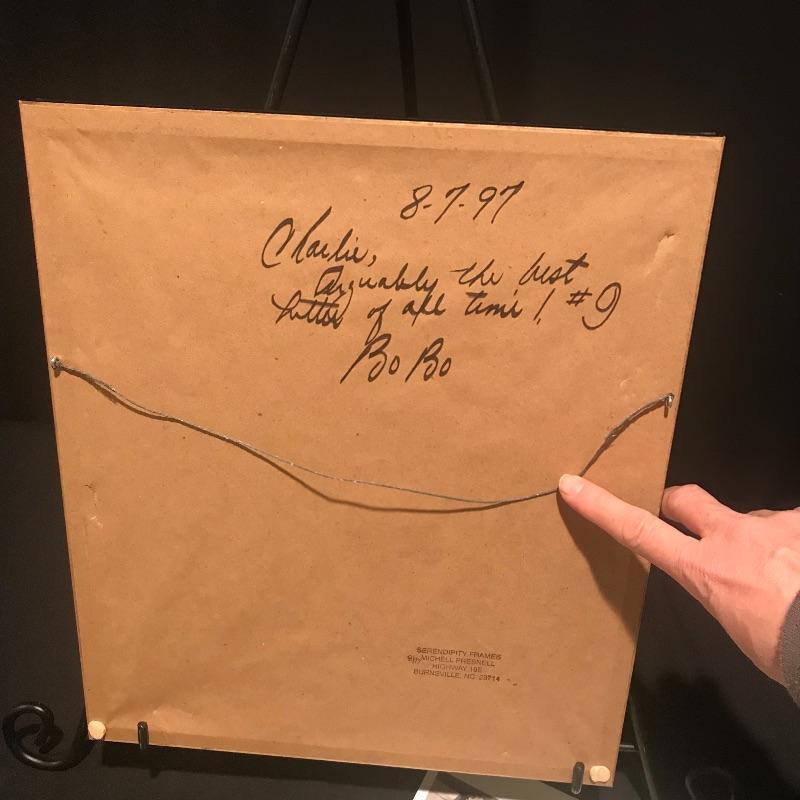 8-7-97
Charlie,
Arguably the best
hitter of all time! #9
Bo Bo
SERENDIPITY FRAMES
MICHELL PRESNELL
HIGHWAY 19E
BURNSVILLE, NC 28714